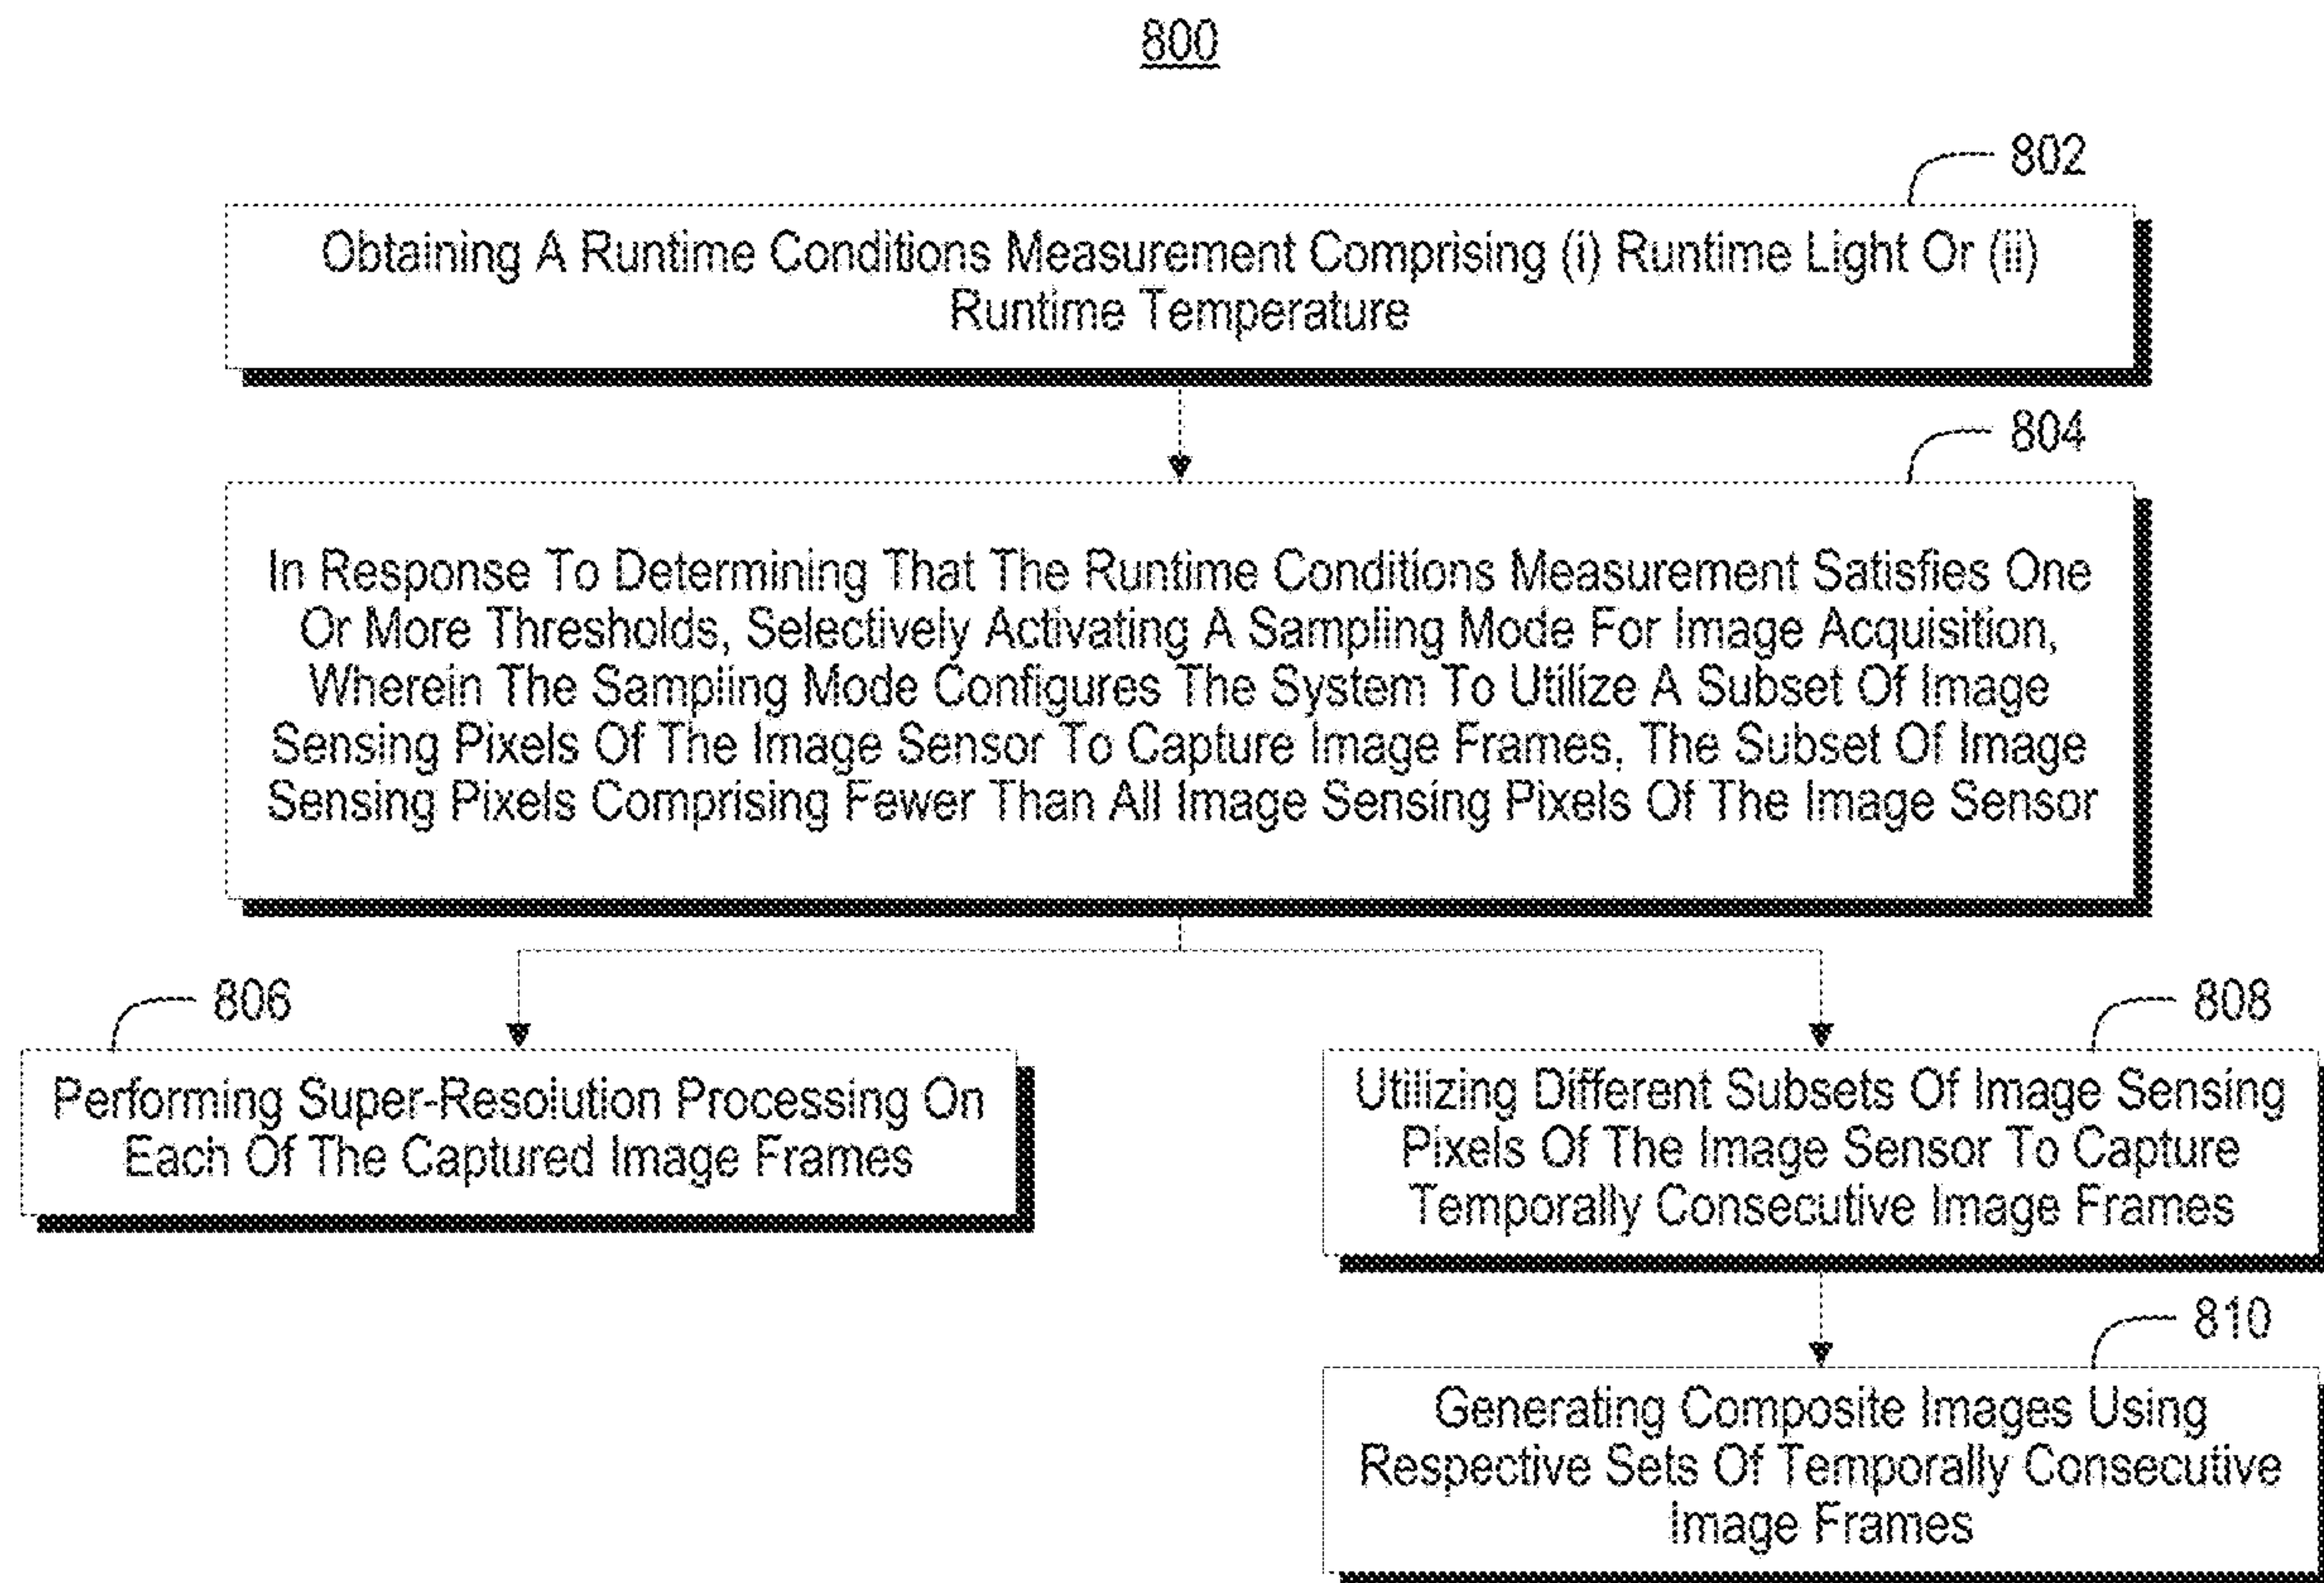 800
802
Obtaining A Runtime Conditions Measurement Comprising (i) Runtime Light Or (ii)
Runtime Temperature
804
In Response To Determining That The Runtime Conditions Measurement Satisfies One
Or More Thresholds, Selectively Activating A Sampling Mode For Image Acquisition,
Wherein The Sampling Mode Configures The System To Utilize A Subset Of Image
Sensing Pixels Of The Image Sensor To Capture Image Frames, The Subset Of Image
Sensing Pixels Comprising Fewer Than All Image Sensing Pixels Of The Image Sensor
806
Performing Super-Resolution Processing On
Each Of The Captured Image Frames
808
Utilizing Different Subsets Of Image Sensing
Pixels Of The Image Sensor To Capture
Temporally Consecutive Image Frames
810
Generating Composite Images Using
Respective Sets Of Temporally Consecutive
Image Frames